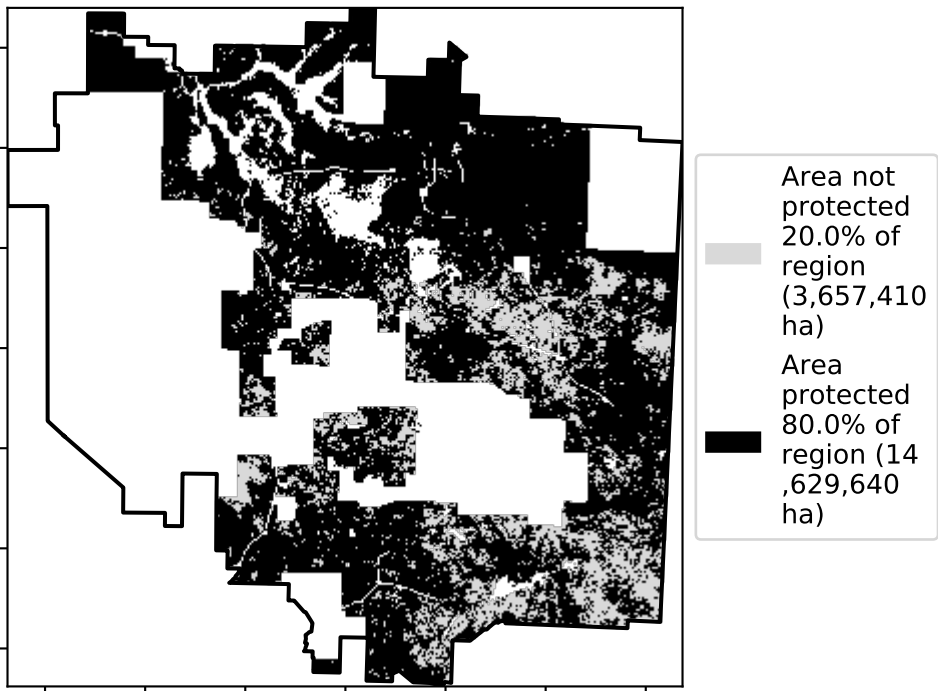 Area not
protected
20.0% of
region
(3,657,410
ha)
Area
protected
80.0% of
region (14
,629,640
ha)